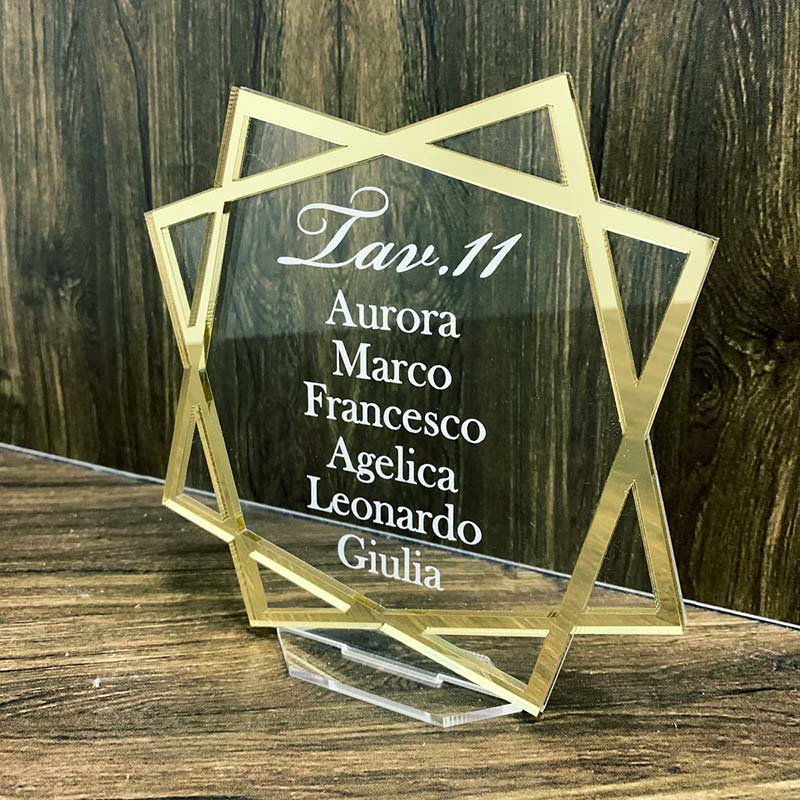 Tav.11
Aurora
Marco
Francesco
Agelica
Leonardo
Giulia